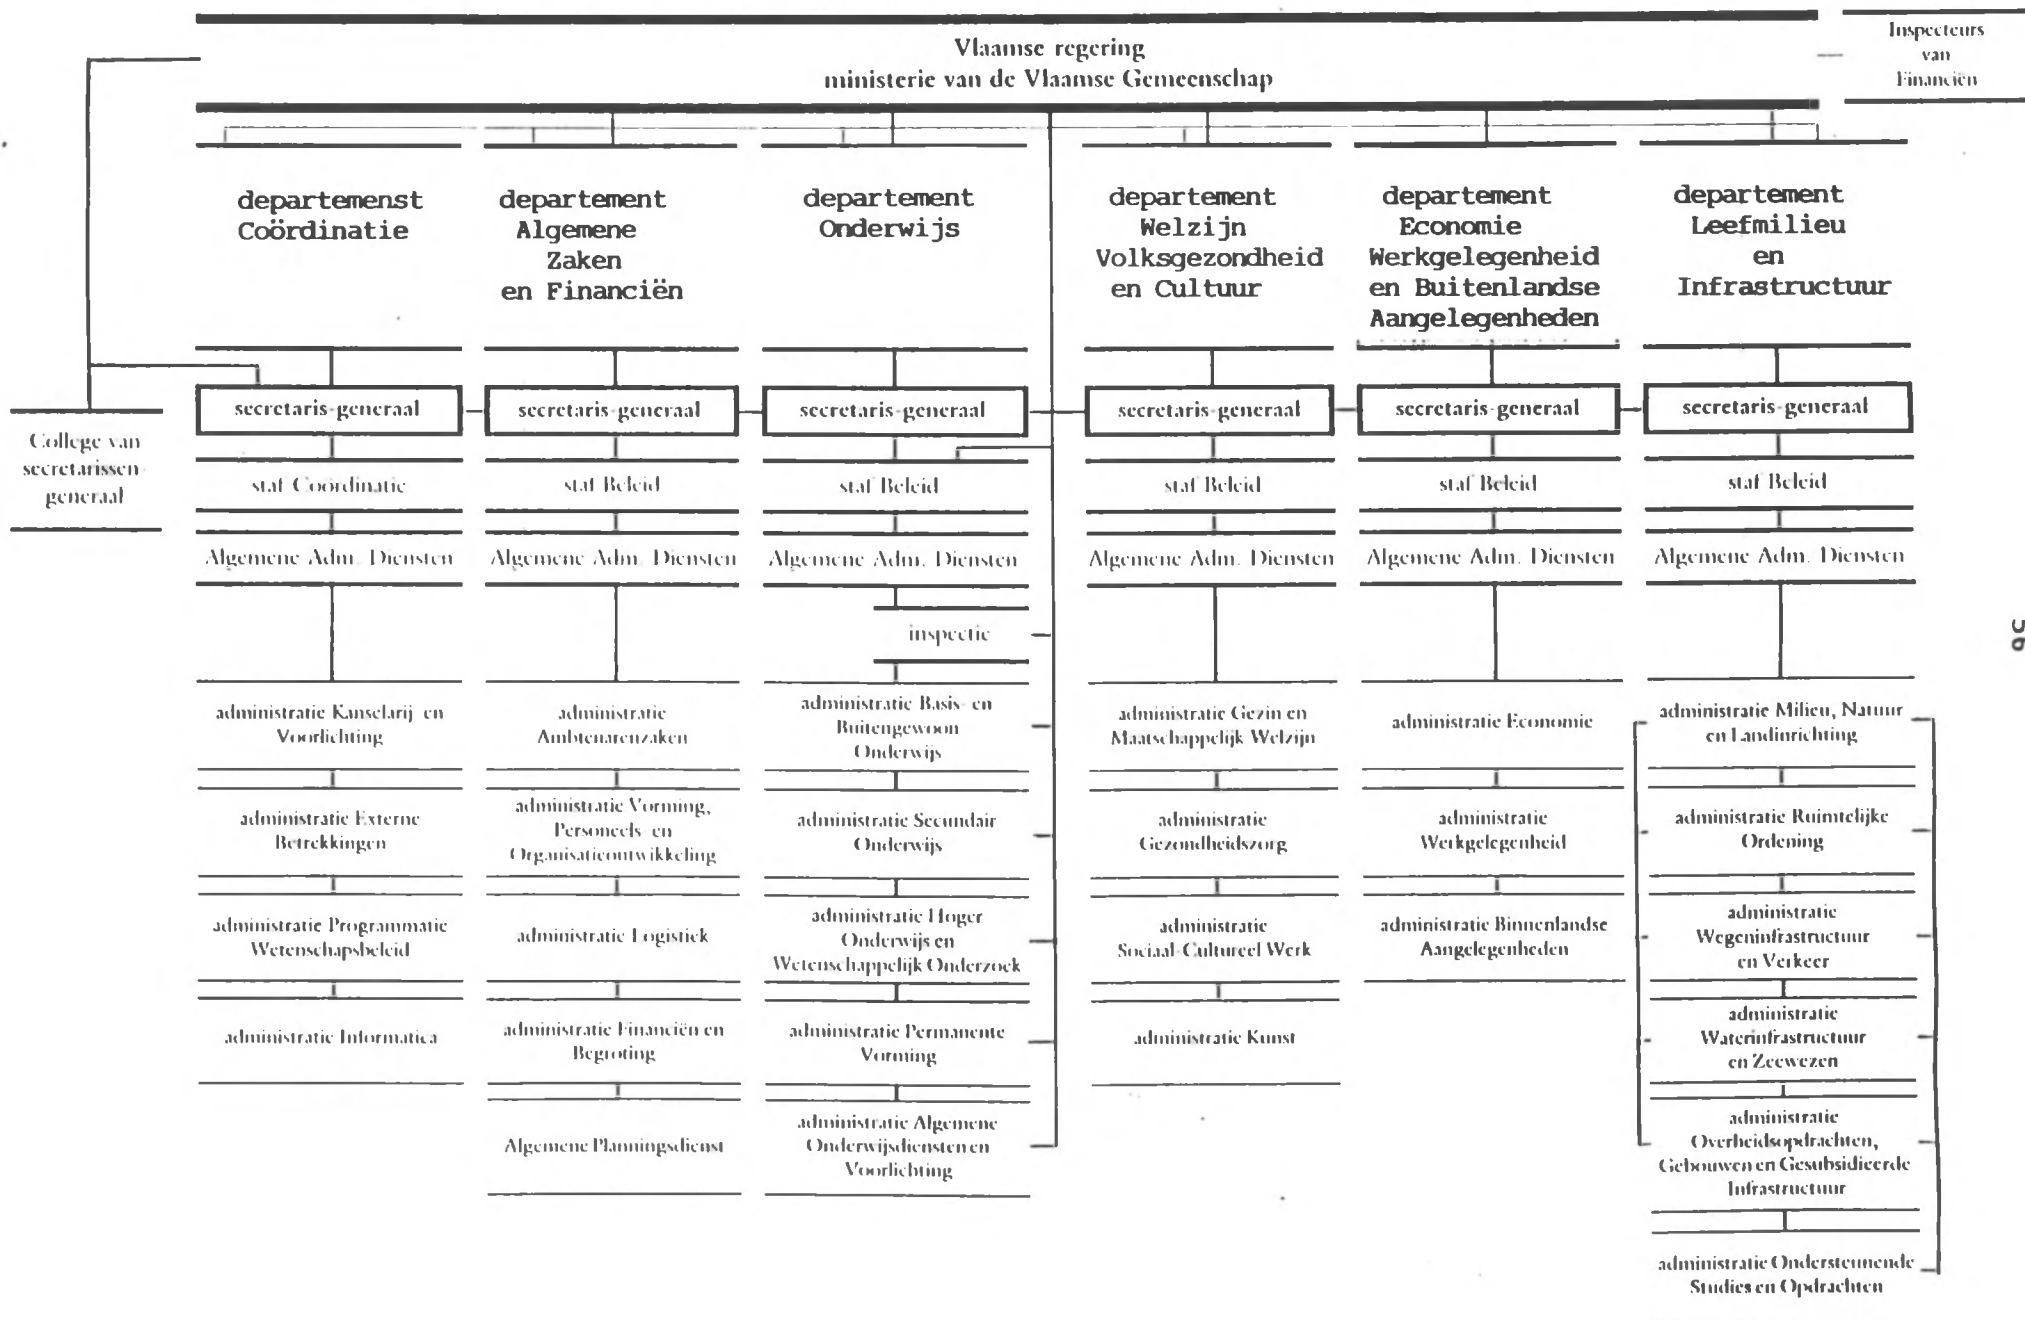 Vlaamse regering
ministerie van de Vlaamse Gemeenschap
Inspecteurs
van
Financiën
departemenst
Coördinatie
departement
Algemene
Zaken
en Financiën
departement
Onderwijs
departement
Welzijn
Volksgezondheid
en Cultuur
departement
Economie
Werkgelegenheid
en Buitenlandse
Aangelegenheden
departement
Leefmilieu
en
Infrastructuur
College van
secretarissen-
generaal
secretaris-generaal
secretaris-generaal
secretaris-generaal
secretaris-generaal
secretaris-generaal
secretaris-generaal
staf Coördinatie
staf Beleid
staf Beleid
staf Beleid
staf Beleid
staf Beleid
Algemene Adm. Diensten
Algemene Adm. Diensten
Algemene Adm. Diensten
Algemene Adm. Diensten
Algemene Adm. Diensten
Algemene Adm. Diensten
inspectie
56
administratie Kanselarij en
Voorlichting
administratie Externe
Betrekkingen
administratie Programmatie
Wetenschapsbeleid
administratie Informatica
administratie
Ambtenarenzaken
administratie Vorming,
Personeels- en
Organisatieontwikkeling
administratie Logistiek
administratie Financiën en
Begroting
Algemene Planningsdienst
administratie Basis- en
Buitengewoon
Onderwijs
administratie Secundair
Onderwijs
administratie Hoger
Onderwijs en
Wetenschappelijk Onderzoek
administratie Permanente
Vorming
administratie Algemene
Onderwijsdiensten en
Voorlichting
administratie Gezin en
Maatschappelijk Welzijn
administratie
Gezondheidszorg
administratie
Sociaal-Cultureel Werk
administratie Kunst
administratie Economie
administratie
Werkgelegenheid
administratie Binnenlandse
Aangelegenheden
administratie Milieu, Natuur
en Landinrichting
administratie Ruimtelijke
Ordening
administratie
Wegeninfrastructuur
en Verkeer
administratie
Waterinfrastructuur
en Zeewezen
administratie
Overheidsopdrachten,
Gebouwen en Gesubsidieerde
Infrastructuur
administratie Ondersteunende
Studies en Opdrachten